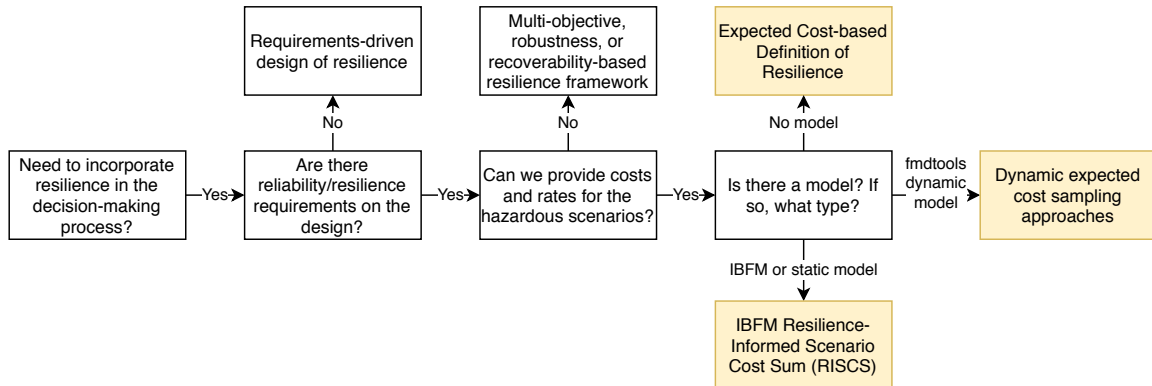 Requirements-driven
design of resilience
Multi-objective,
robustness, or
recoverability-based
resilience framework
Expected Cost-based
Definition of
Resilience
No
No
No model
Need to incorporate
resilience in the
decision-making
process?
Yes
Are there
reliability/resilience
requirements on the
design?
Yes
Can we provide costs
and rates for the
hazardous scenarios?
Yes
Is there a model? If
so, what type?
fmdtools
dynamic
model
Dynamic expected
cost sampling
approaches
IBFM or static model
IBFM Resilience-
Informed Scenario
Cost Sum (RISCS)